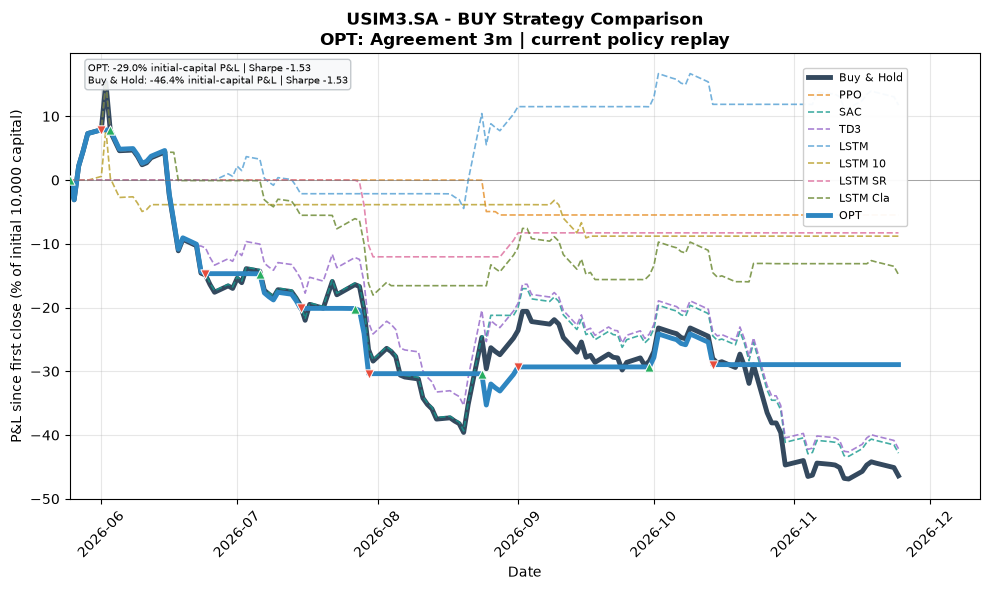 USIM3.SA - BUY Strategy Comparison
OPT: Agreement 3m | current policy replay
OPT: -29.0% initial-capital P&L | Sharpe -1.53
Buy & Hold: -46.4% initial-capital P&L | Sharpe -1.53
Buy & Hold
PPO
SAC
TD3
LSTM
LSTM 10
LSTM SR
LSTM Cla
OPT
P&L since first close (% of initial 10,000 capital)
10
0
−10
−20
−30
−40
−50
2026-06
2026-07
2026-08
2026-09
2026-10
2026-11
2026-12
Date